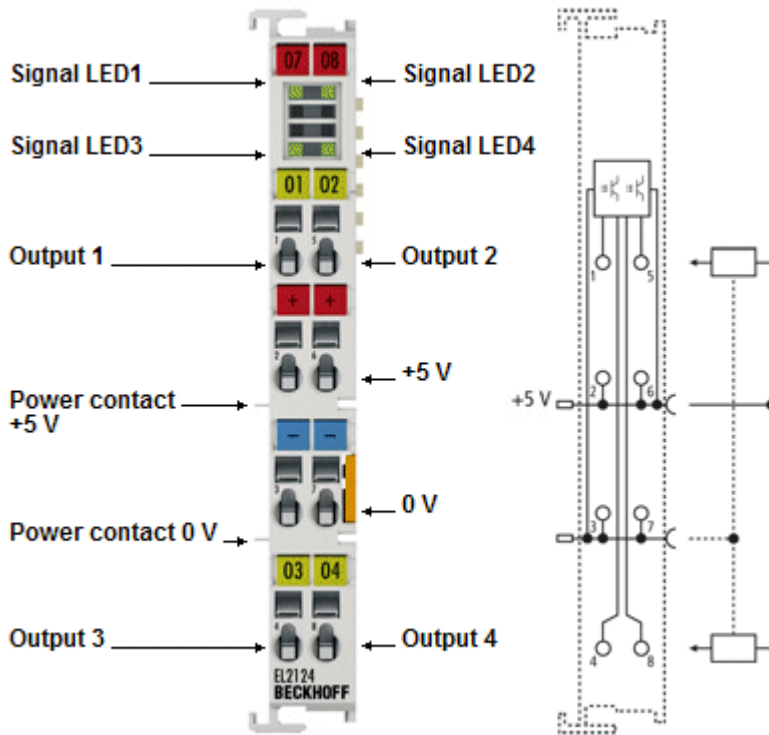 07 08
Signal LED1
Signal LED2
Signal LED3
Signal LED4
01 02
1 5
Output 1
Output 2
+ +
2 6
+5 V
Power contact
+5 V
- -
3 7
0 V
Power contact 0 V
03 04
4 8
Output 3
Output 4
EL2124
BECKHOFF
1 5
+5 V
2 6
3 7
4 8